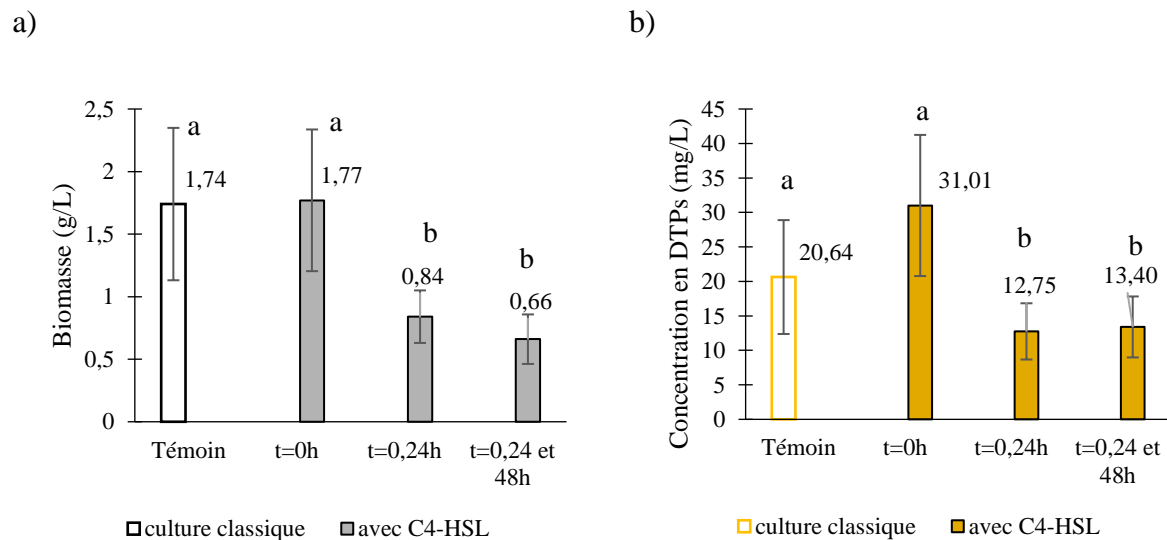 a)
Biomasse (g/L)
2,5
2
1,5
1
0,5
0
a
1,74
a
1,77
b
0,84
b
0,66
Témoin
t=0h
t=0,24h
t=0,24 et
48h
culture classique
avec C4-HSL
b)
Concentration en DTPs (mg/L)
45
40
35
30
25
20
15
10
5
0
a
20,64
a
31,01
b
12,75
b
13,40
Témoin
t=0h
t=0,24h
t=0,24 et
48h
culture classique
avec C4-HSL